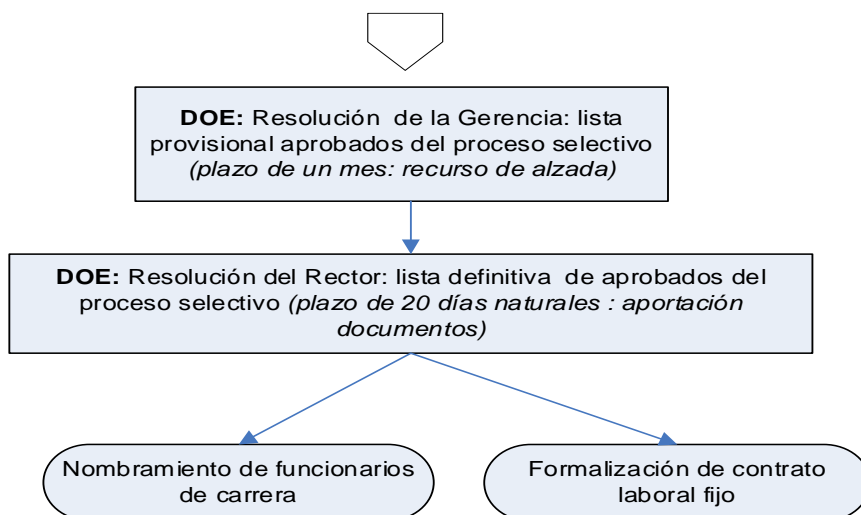 DOE: Resolución de la Gerencia: lista
provisional aprobados del proceso selectivo
(plazo de un mes: recurso de alzada)
DOE: Resolución del Rector: lista definitiva de aprobados del
proceso selectivo (plazo de 20 días naturales : aportación
documentos)
Nombramiento de funcionarios
de carrera
Formalización de contrato
laboral fijo